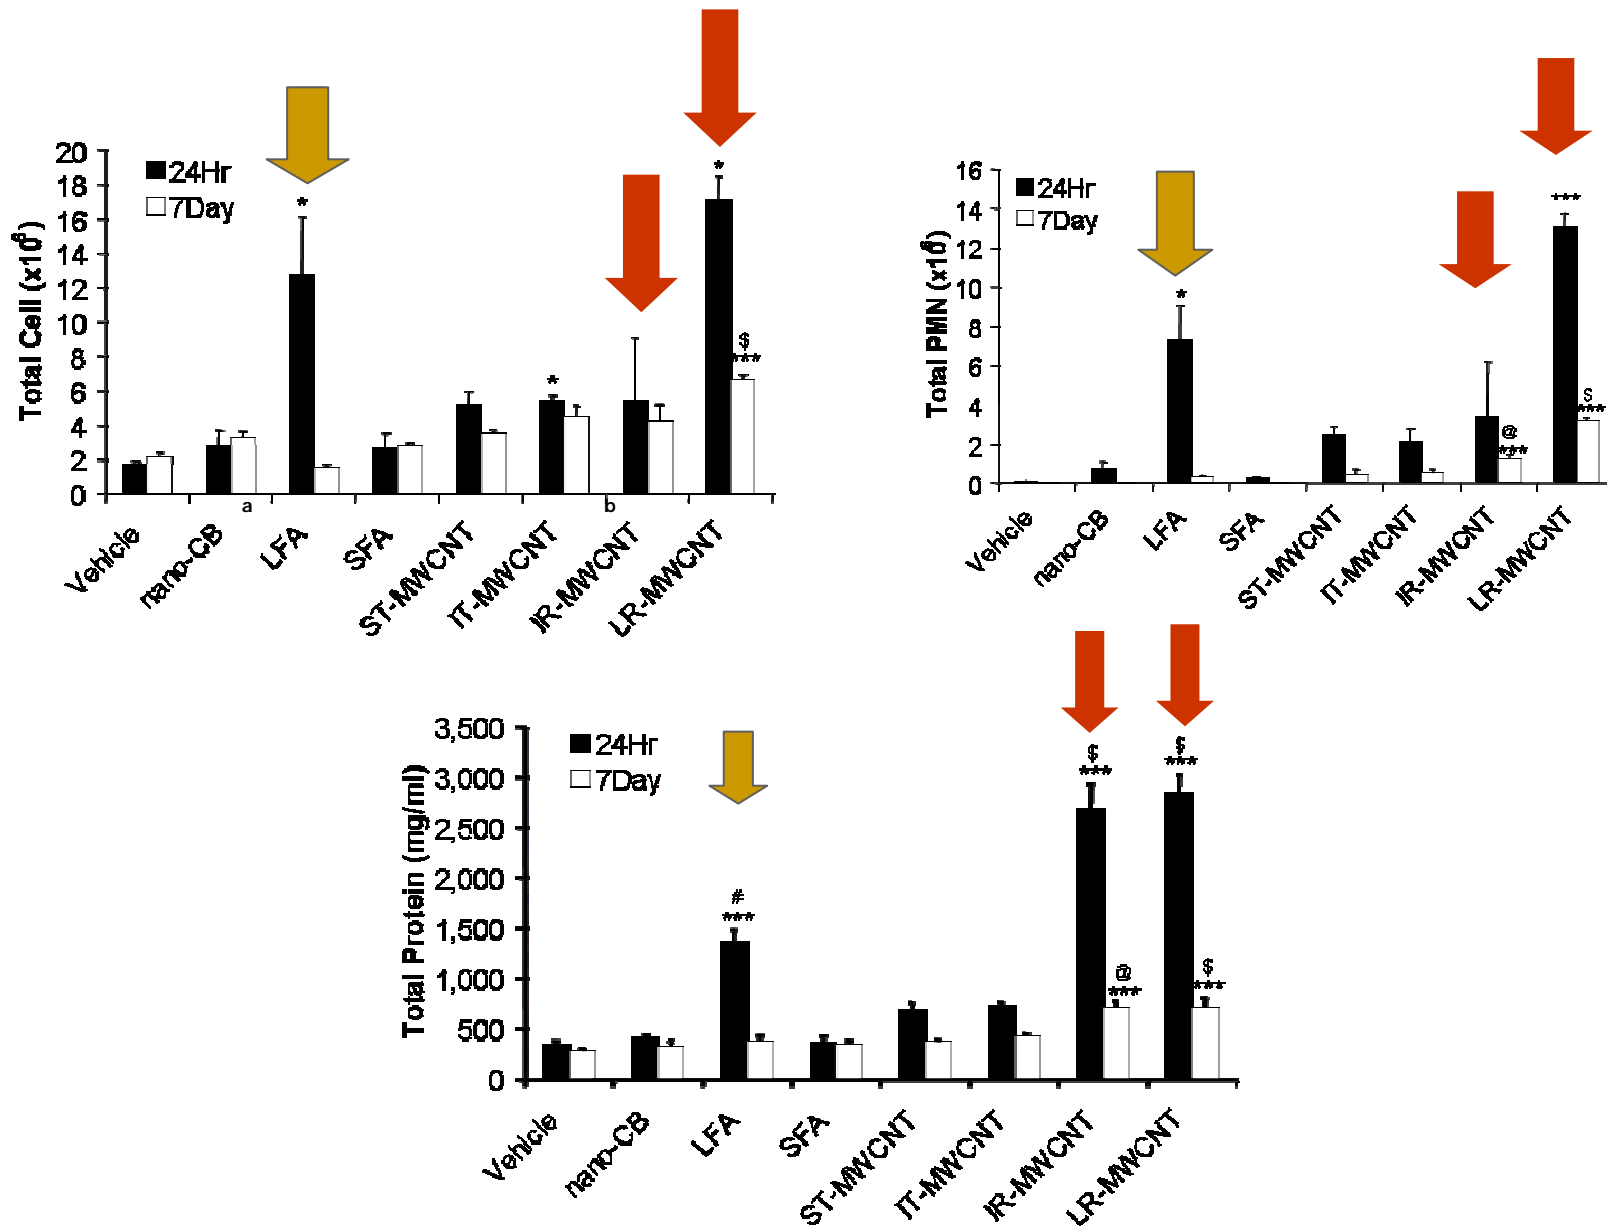 20
18
16
14
12
10
8
6
4
2
0
Total Cell (x10⁶)
24Hr
7Day
*
*
*
$
***
a
b
Vehicle
nano-CB
LFA
SFA
ST-MWCNT
IT-MWCNT
IR-MWCNT
LR-MWCNT
16
14
12
10
8
6
4
2
0
Total PMN (x10⁶)
24Hr
7Day
*
@
***
***
$
***
Vehicle
nano-CB
LFA
SFA
ST-MWCNT
IT-MWCNT
IR-MWCNT
LR-MWCNT
3,500
3,000
2,500
2,000
1,500
1,000
500
0
Total Protein (mg/ml)
24Hr
7Day
#
***
$
***
@
***
$
***
$
***
Vehicle
nano-CB
LFA
SFA
ST-MWCNT
IT-MWCNT
IR-MWCNT
LR-MWCNT